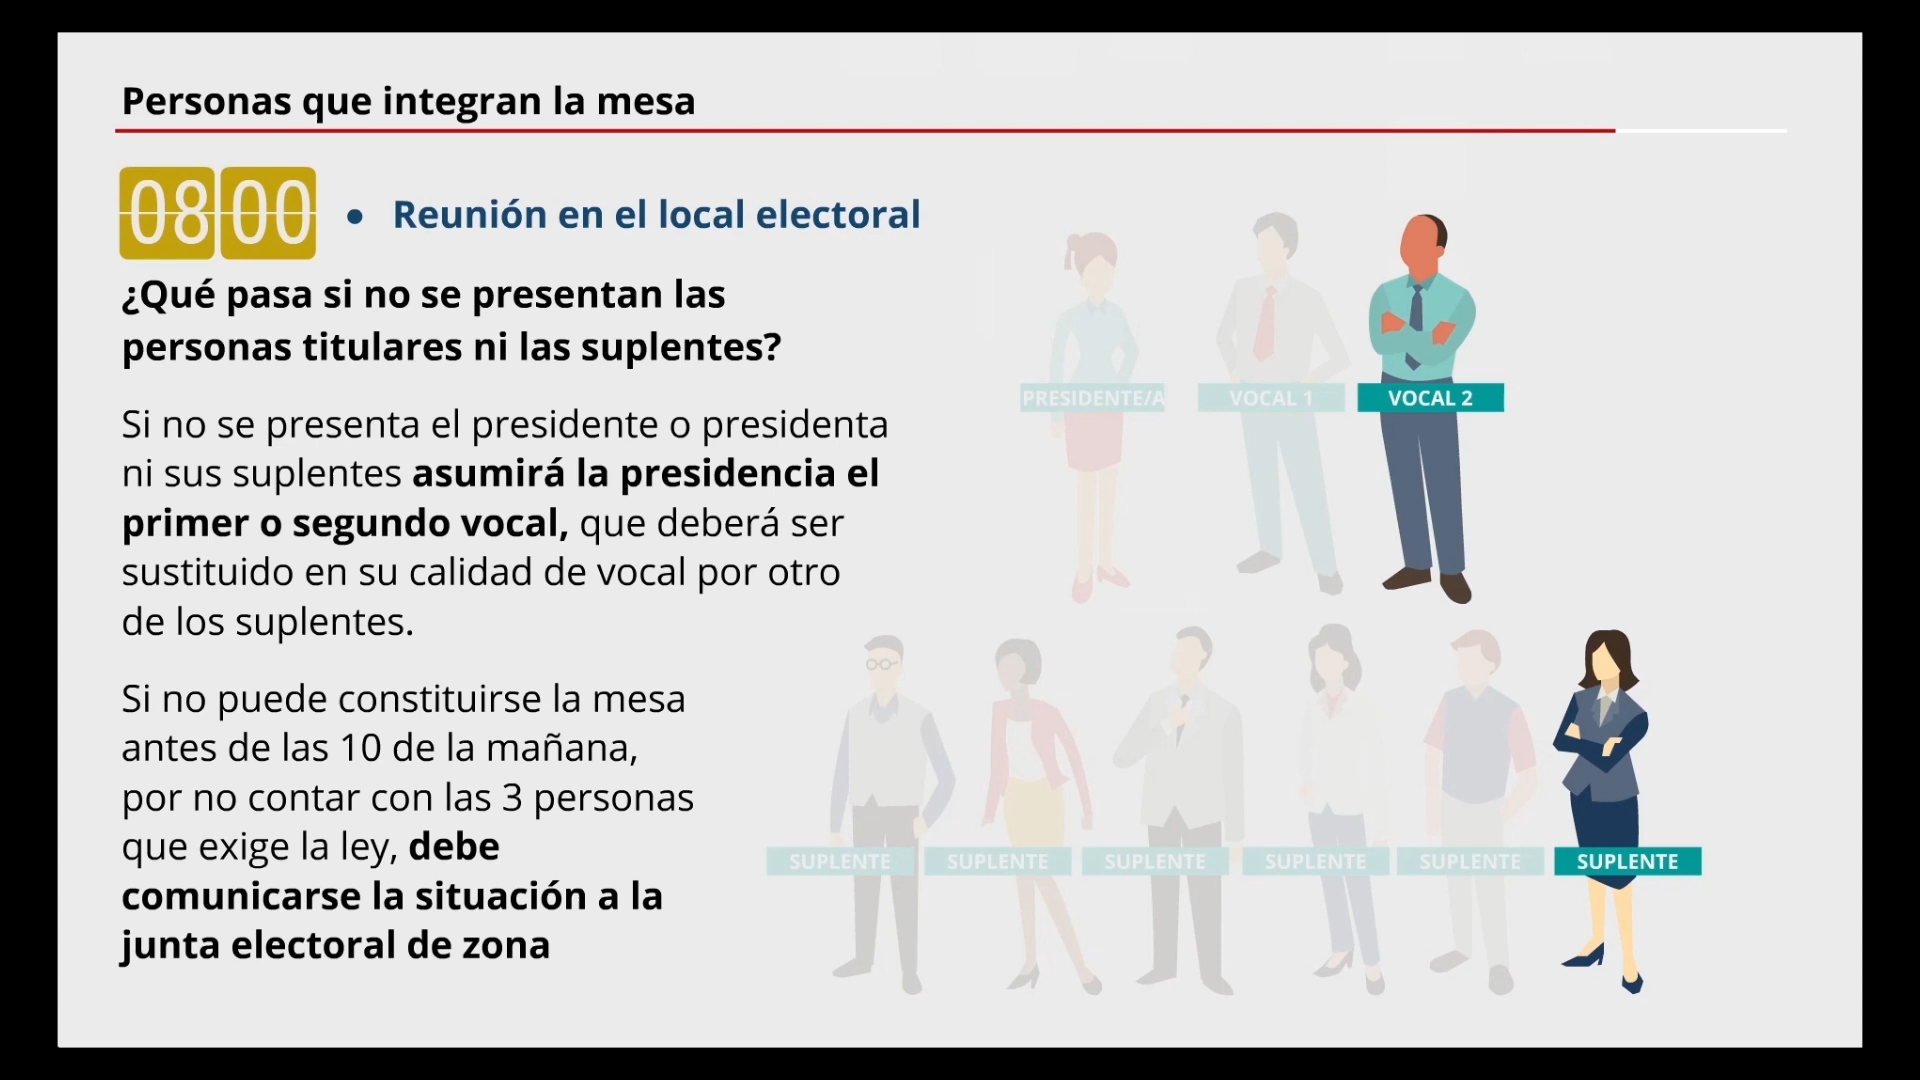 Personas que integran la mesa
08 00
• Reunión en el local electoral
¿Qué pasa si no se presentan las
personas titulares ni las suplentes?
Si no se presenta el presidente o presidenta
ni sus suplentes asumirá la presidencia el
primer o segundo vocal, que deberá ser
sustituido en su calidad de vocal por otro
de los suplentes.
Si no puede constituirse la mesa
antes de las 10 de la mañana,
por no contar con las 3 personas
que exige la ley, debe
comunicarse la situación a la
junta electoral de zona
PRESIDENTE/A
VOCAL 1
VOCAL 2
SUPLENTE
SUPLENTE
SUPLENTE
SUPLENTE
SUPLENTE
SUPLENTE